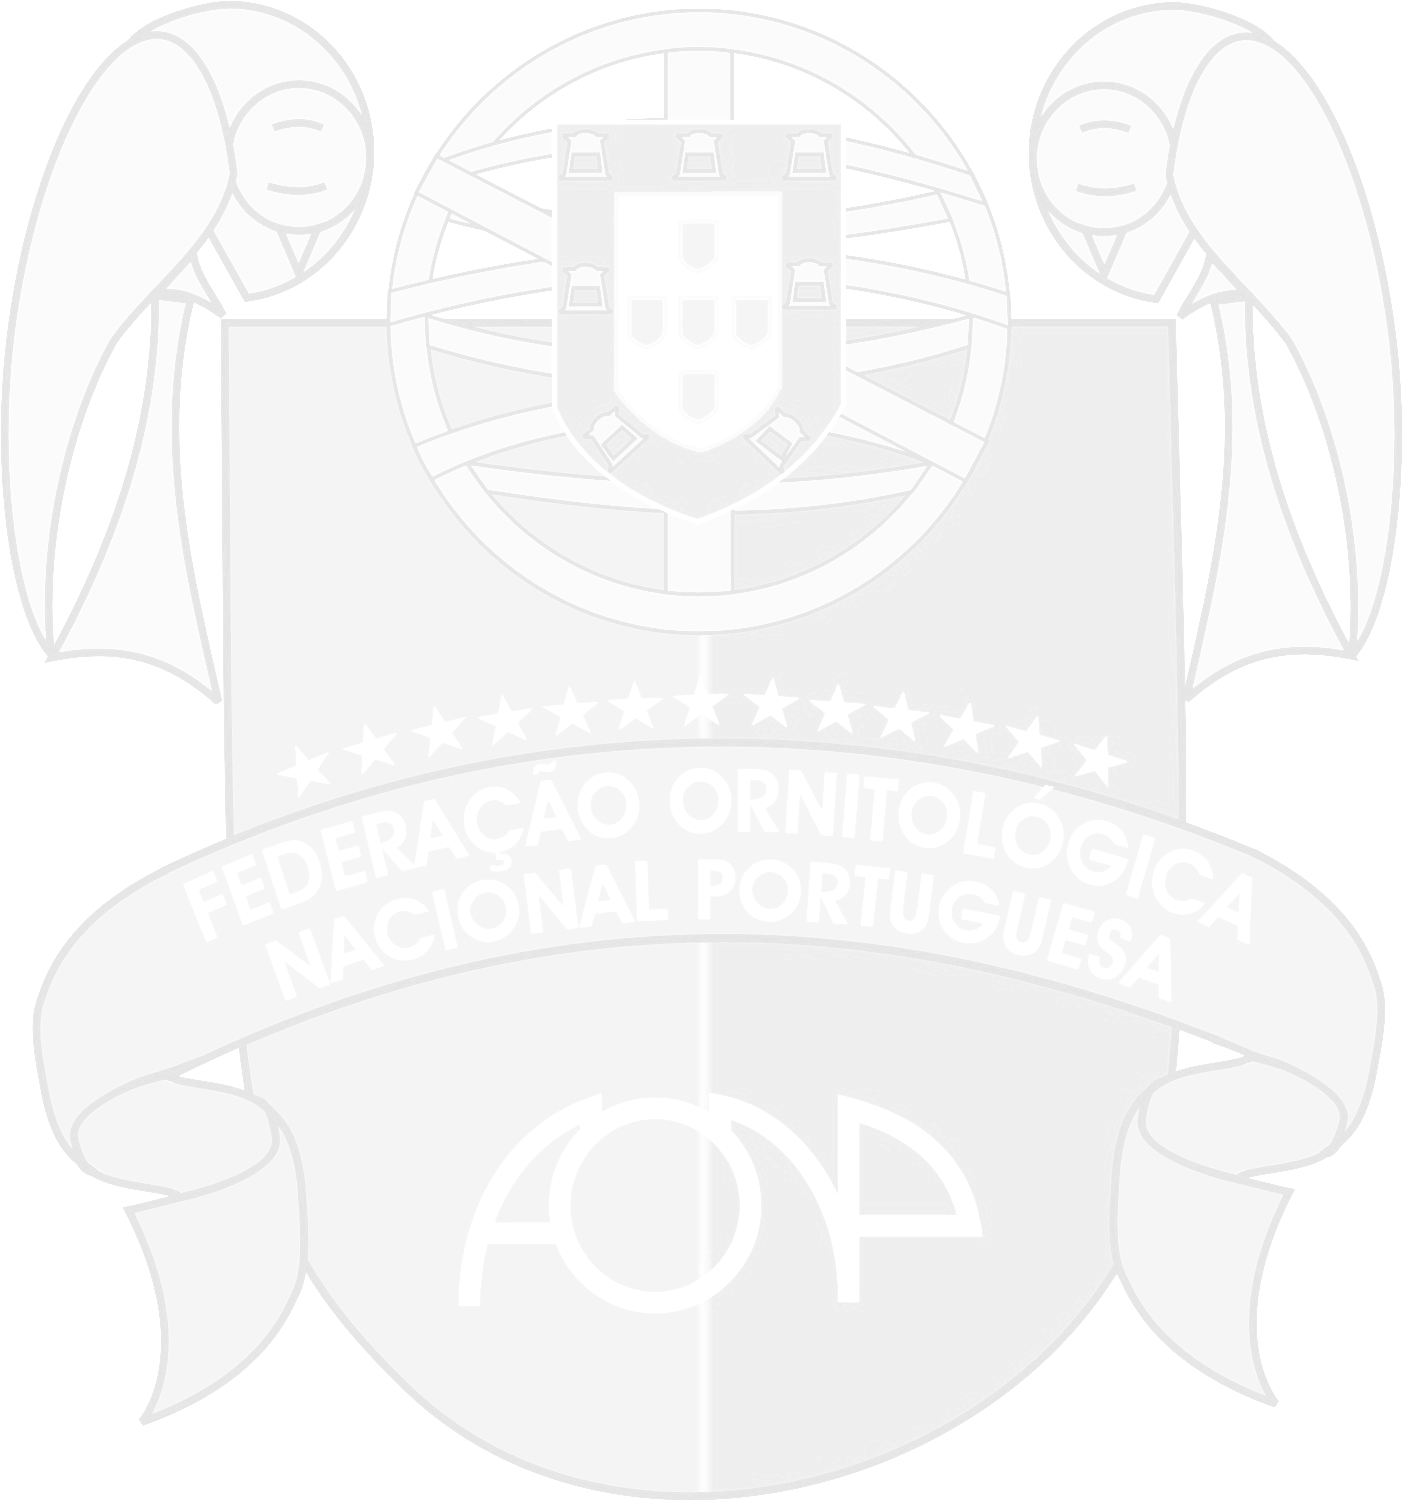 FEDERAÇÃO ORNITOLÓGICA
NACIONAL PORTUGUESA
FONP